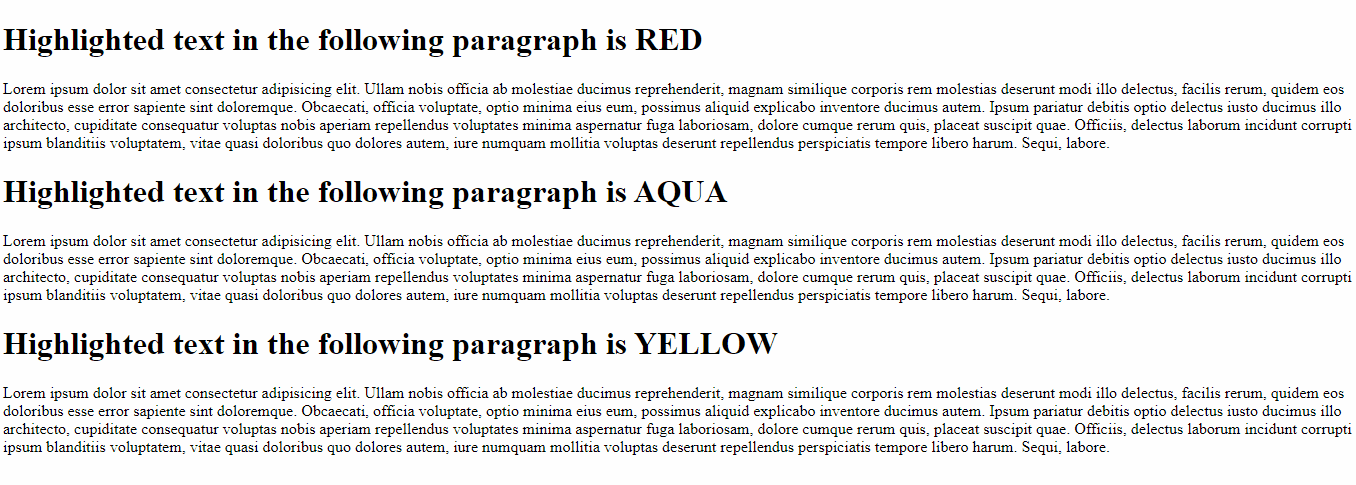 Highlighted text in the following paragraph is RED
Lorem ipsum dolor sit amet consectetur adipisicing elit. Ullam nobis officia ab molestiae ducimus reprehenderit, magnam similique corporis rem molestias deserunt modi illo delectus, facilis rerum, quidem eos
doloribus esse error sapiente sint doloremque. Obcaecati, officia voluptate, optio minima eius eum, possimus aliquid explicabo inventore ducimus autem. Ipsum pariatur debitis optio delectus iusto ducimus illo
architecto, cupiditate consequatur voluptas nobis aperiam repellendus voluptates minima aspernatur fuga laboriosam, dolore cumque rerum quis, placeat suscipit quae. Officiis, delectus laborum incidunt corrupti
ipsum blanditiis voluptatem, vitae quasi doloribus quo dolores autem, iure numquam mollitia voluptas deserunt repellendus perspiciatis tempore libero harum. Sequi, labore.
Highlighted text in the following paragraph is AQUA
Lorem ipsum dolor sit amet consectetur adipisicing elit. Ullam nobis officia ab molestiae ducimus reprehenderit, magnam similique corporis rem molestias deserunt modi illo delectus, facilis rerum, quidem eos
doloribus esse error sapiente sint doloremque. Obcaecati, officia voluptate, optio minima eius eum, possimus aliquid explicabo inventore ducimus autem. Ipsum pariatur debitis optio delectus iusto ducimus illo
architecto, cupiditate consequatur voluptas nobis aperiam repellendus voluptates minima aspernatur fuga laboriosam, dolore cumque rerum quis, placeat suscipit quae. Officiis, delectus laborum incidunt corrupti
ipsum blanditiis voluptatem, vitae quasi doloribus quo dolores autem, iure numquam mollitia voluptas deserunt repellendus perspiciatis tempore libero harum. Sequi, labore.
Highlighted text in the following paragraph is YELLOW
Lorem ipsum dolor sit amet consectetur adipisicing elit. Ullam nobis officia ab molestiae ducimus reprehenderit, magnam similique corporis rem molestias deserunt modi illo delectus, facilis rerum, quidem eos
doloribus esse error sapiente sint doloremque. Obcaecati, officia voluptate, optio minima eius eum, possimus aliquid explicabo inventore ducimus autem. Ipsum pariatur debitis optio delectus iusto ducimus illo
architecto, cupiditate consequatur voluptas nobis aperiam repellendus voluptates minima aspernatur fuga laboriosam, dolore cumque rerum quis, placeat suscipit quae. Officiis, delectus laborum incidunt corrupti
ipsum blanditiis voluptatem, vitae quasi doloribus quo dolores autem, iure numquam mollitia voluptas deserunt repellendus perspiciatis tempore libero harum. Sequi, labore.